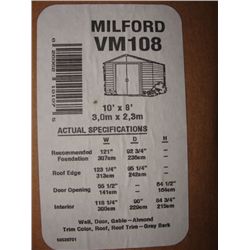 MILFORD
VM108
10' x 8'
3,0m x 2,3m
ACTUAL SPECIFICATIONS
W D H
Recommended 121" 92 3/4" —
Foundation 307cm 236cm
Roof Edge 123 1/4" 95 1/4" —
313cm 242cm
Door Opening 55 1/2" — 64 1/2"
141cm 164cm
Interior 118 1/4" 90" 84 3/4"
300cm 229cm 215cm
Wall, Door, Gable-Almond
Trim Color, Roof, Roof Trim-Gray Bark